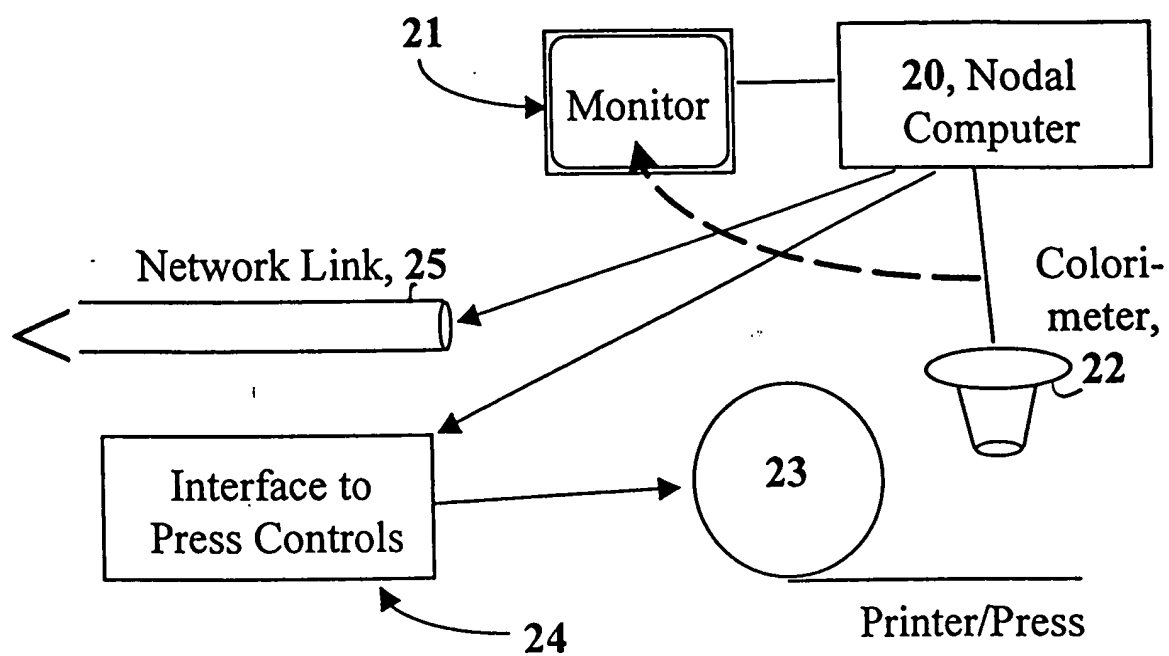 21
Monitor
20, Nodal
Computer
Network Link, 25
Colori-
meter,
22
Interface to
Press Controls
23
24
Printer/Press